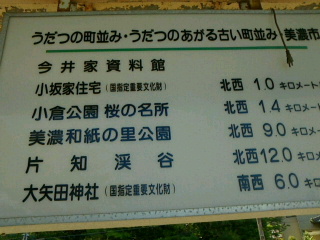 うだつの町並み・うだつのあがる古い町並み・美濃市
今井家資料館
小坂家住宅(国指定重要文化財) 北西 1.0 キロメート
小倉公園 桜の名所 北西 1.4 キロメート
美濃和紙の里公園 北西 9.0 キロメート
片知渓谷 北西 12.0 キロメート
大矢田神社(国指定重要文化財) 南西 6.0 キロメート